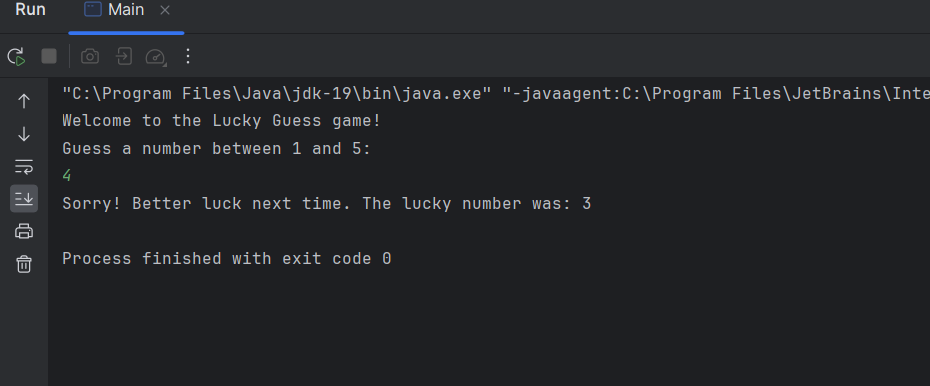 Run Main
"C:\Program Files\Java\jdk-19\bin\java.exe" "-javaagent:C:\Program Files\JetBrains\Inte
Welcome to the Lucky Guess game!
Guess a number between 1 and 5:
4
Sorry! Better luck next time. The lucky number was: 3
Process finished with exit code 0